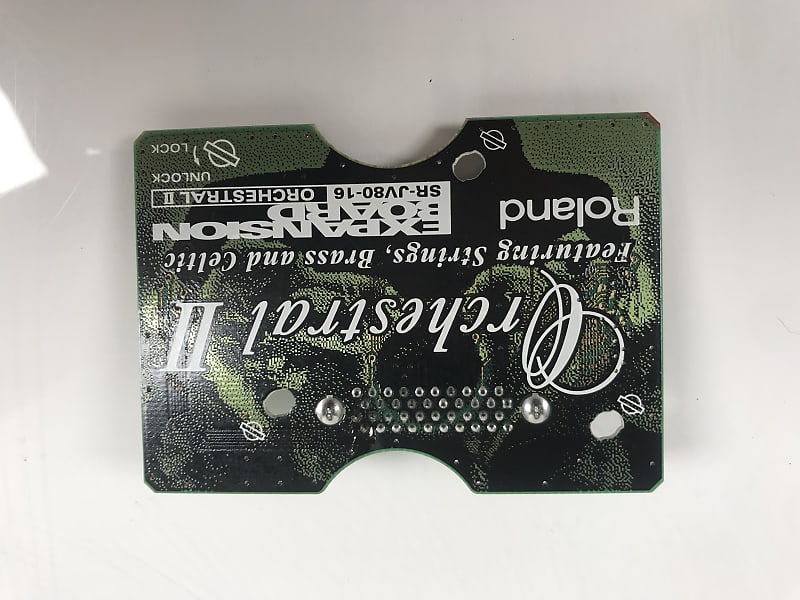 Orchestral II
Featuring Strings, Brass and Celtic
Roland
EXPANSION
BOARD
SR-JV80-16 ORCHESTRAL II
UNLOCK
LOCK